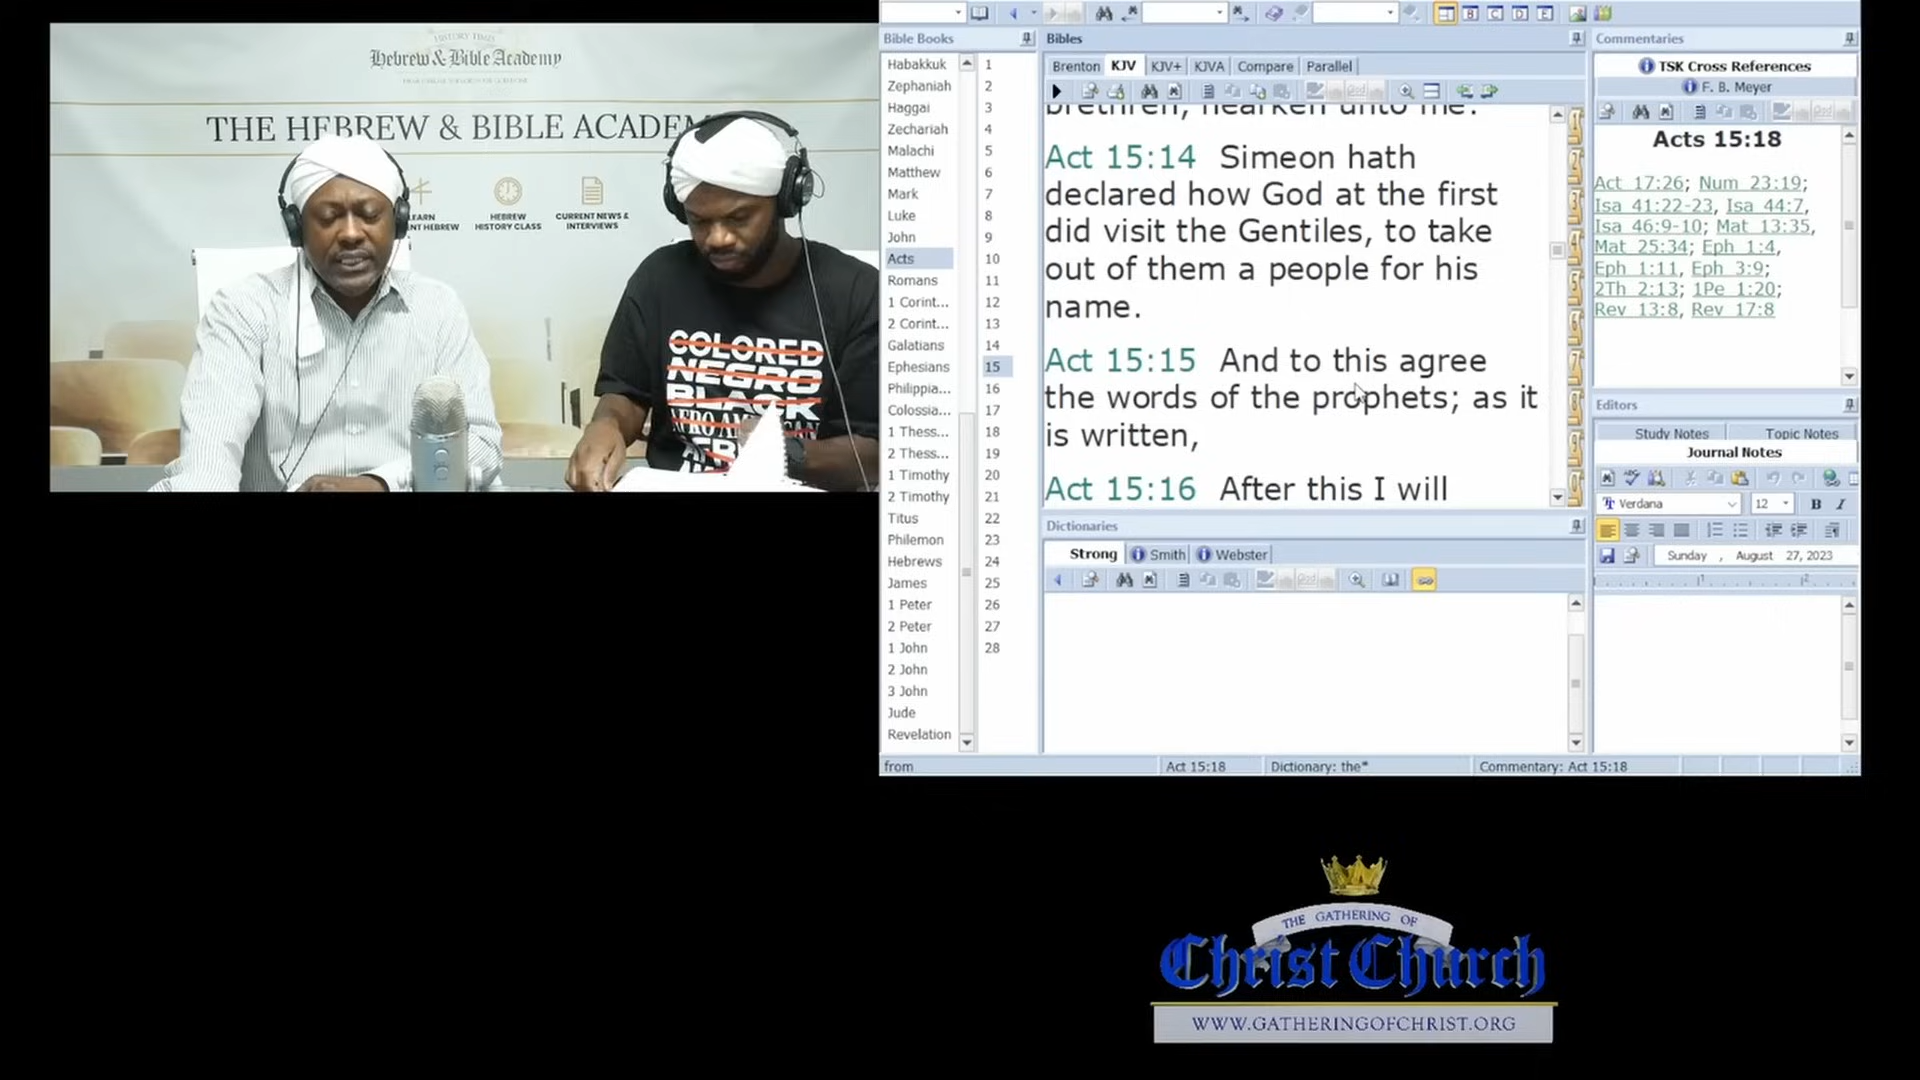 HISTORY TIMES
Hebrew & Bible Academy
THE HEBREW & BIBLE ACADEM
LEARN
ENT HEBREW
HEBREW
HISTORY CLASS
CURRENT NEWS &
INTERVIEWS
COLORED
NEGRO
BLACK
Bible Books
Habakkuk
Zephaniah
Haggai
Zechariah
Malachi
Matthew
Mark
Luke
John
Acts
Romans
1 Corint...
2 Corint...
Galatians
Ephesians
Philippia...
Colossia...
1 Thess...
2 Thess...
1 Timothy
2 Timothy
Titus
Philemon
Hebrews
James
1 Peter
2 Peter
1 John
2 John
3 John
Jude
Revelation
1
2
3
4
5
6
7
8
9
10
11
12
13
14
15
16
17
18
19
20
21
22
23
24
25
26
27
28
B C D E
Bibles
Brenton KJV KJV+ KJVA Compare Parallel
brethren, hearken unto me:
Act 15:14 Simeon hath
declared how God at the first
did visit the Gentiles, to take
out of them a people for his
name.
Act 15:15 And to this agree
the words of the prophets; as it
is written,
Act 15:16 After this I will
Dictionaries
Strong Smith Webster
Commentaries
TSK Cross References
F. B. Meyer
Acts 15:18
Act 17:26; Num 23:19;
Isa 41:22-23, Isa 44:7,
Isa 46:9-10; Mat 13:35,
Mat 25:34; Eph 1:4,
Eph 1:11, Eph 3:9;
2Th 2:13; 1Pe 1:20;
Rev 13:8, Rev 17:8
Editors
Study Notes Topic Notes
Journal Notes
Verdana 12 B I
Sunday , August 27, 2023
1 2
from Act 15:18 Dictionary: the* Commentary: Act 15:18
THE GATHERING OF
Christ Church
WWW.GATHERINGOFCHRIST.ORG